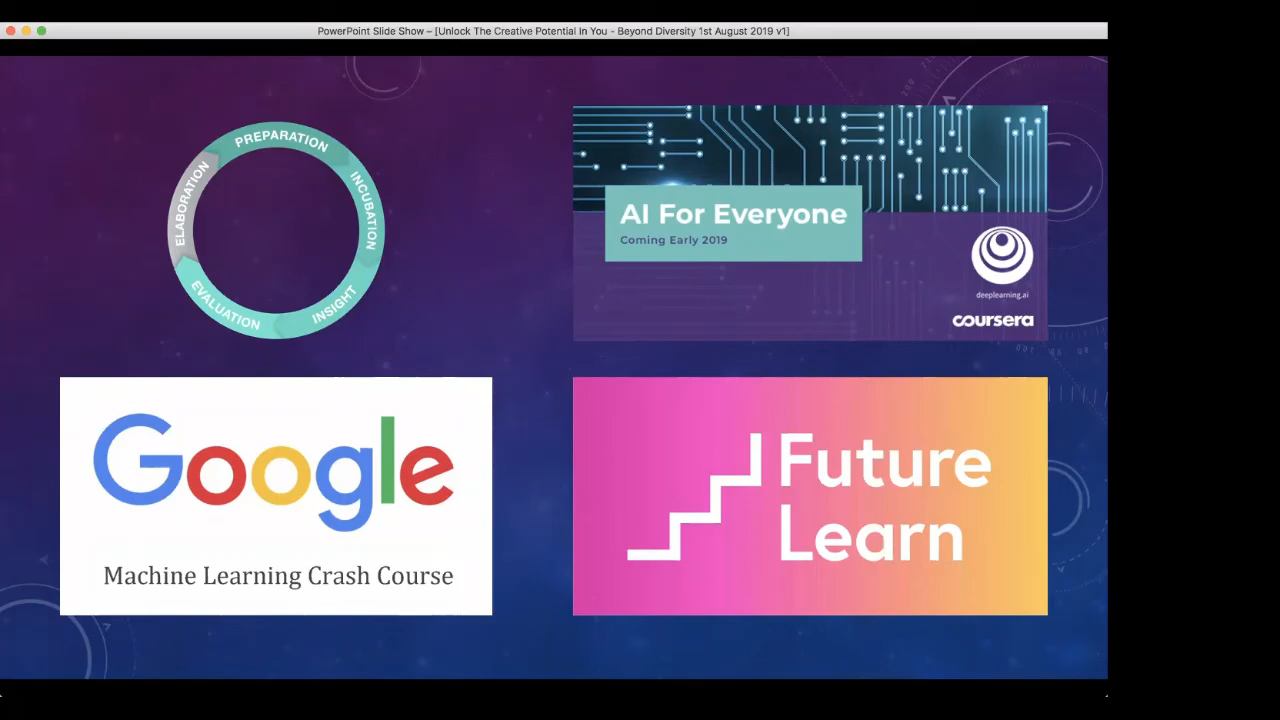 PowerPoint Slide Show – [Unlock The Creative Potential In You - Beyond Diversity 1st August 2019 v1]
PREPARATION
INCUBATION
INSIGHT
EVALUATION
ELABORATION
AI For Everyone
Coming Early 2019
deeplearning.ai
coursera
Google
Machine Learning Crash Course
Future
Learn